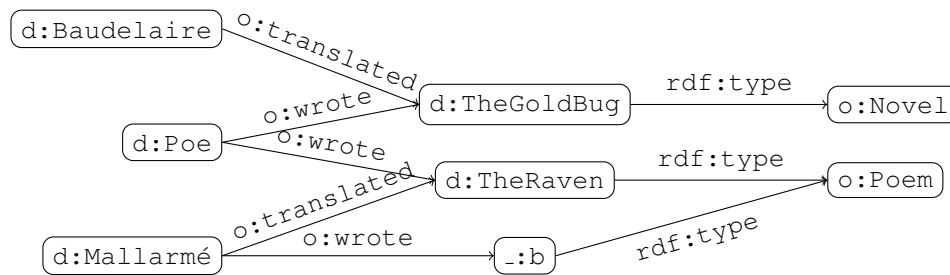 d:Baudelaire
o:translated
d:TheGoldBug
rdf:type
o:Novel
o:wrote
d:Poe
o:wrote
d:TheRaven
rdf:type
o:Poem
o:translated
d:Mallarmé
o:wrote
_:b
rdf:type